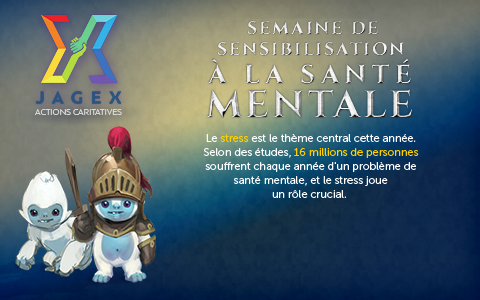 JAGEX
ACTIONS CARITATIVES
SEMAINE DE
SENSIBILISATION
À LA SANTÉ
MENTALE
Le stress est le thème central cette année.
Selon des études, 16 millions de personnes
souffrent chaque année d'un problème de
santé mentale, et le stress joue
un rôle crucial.